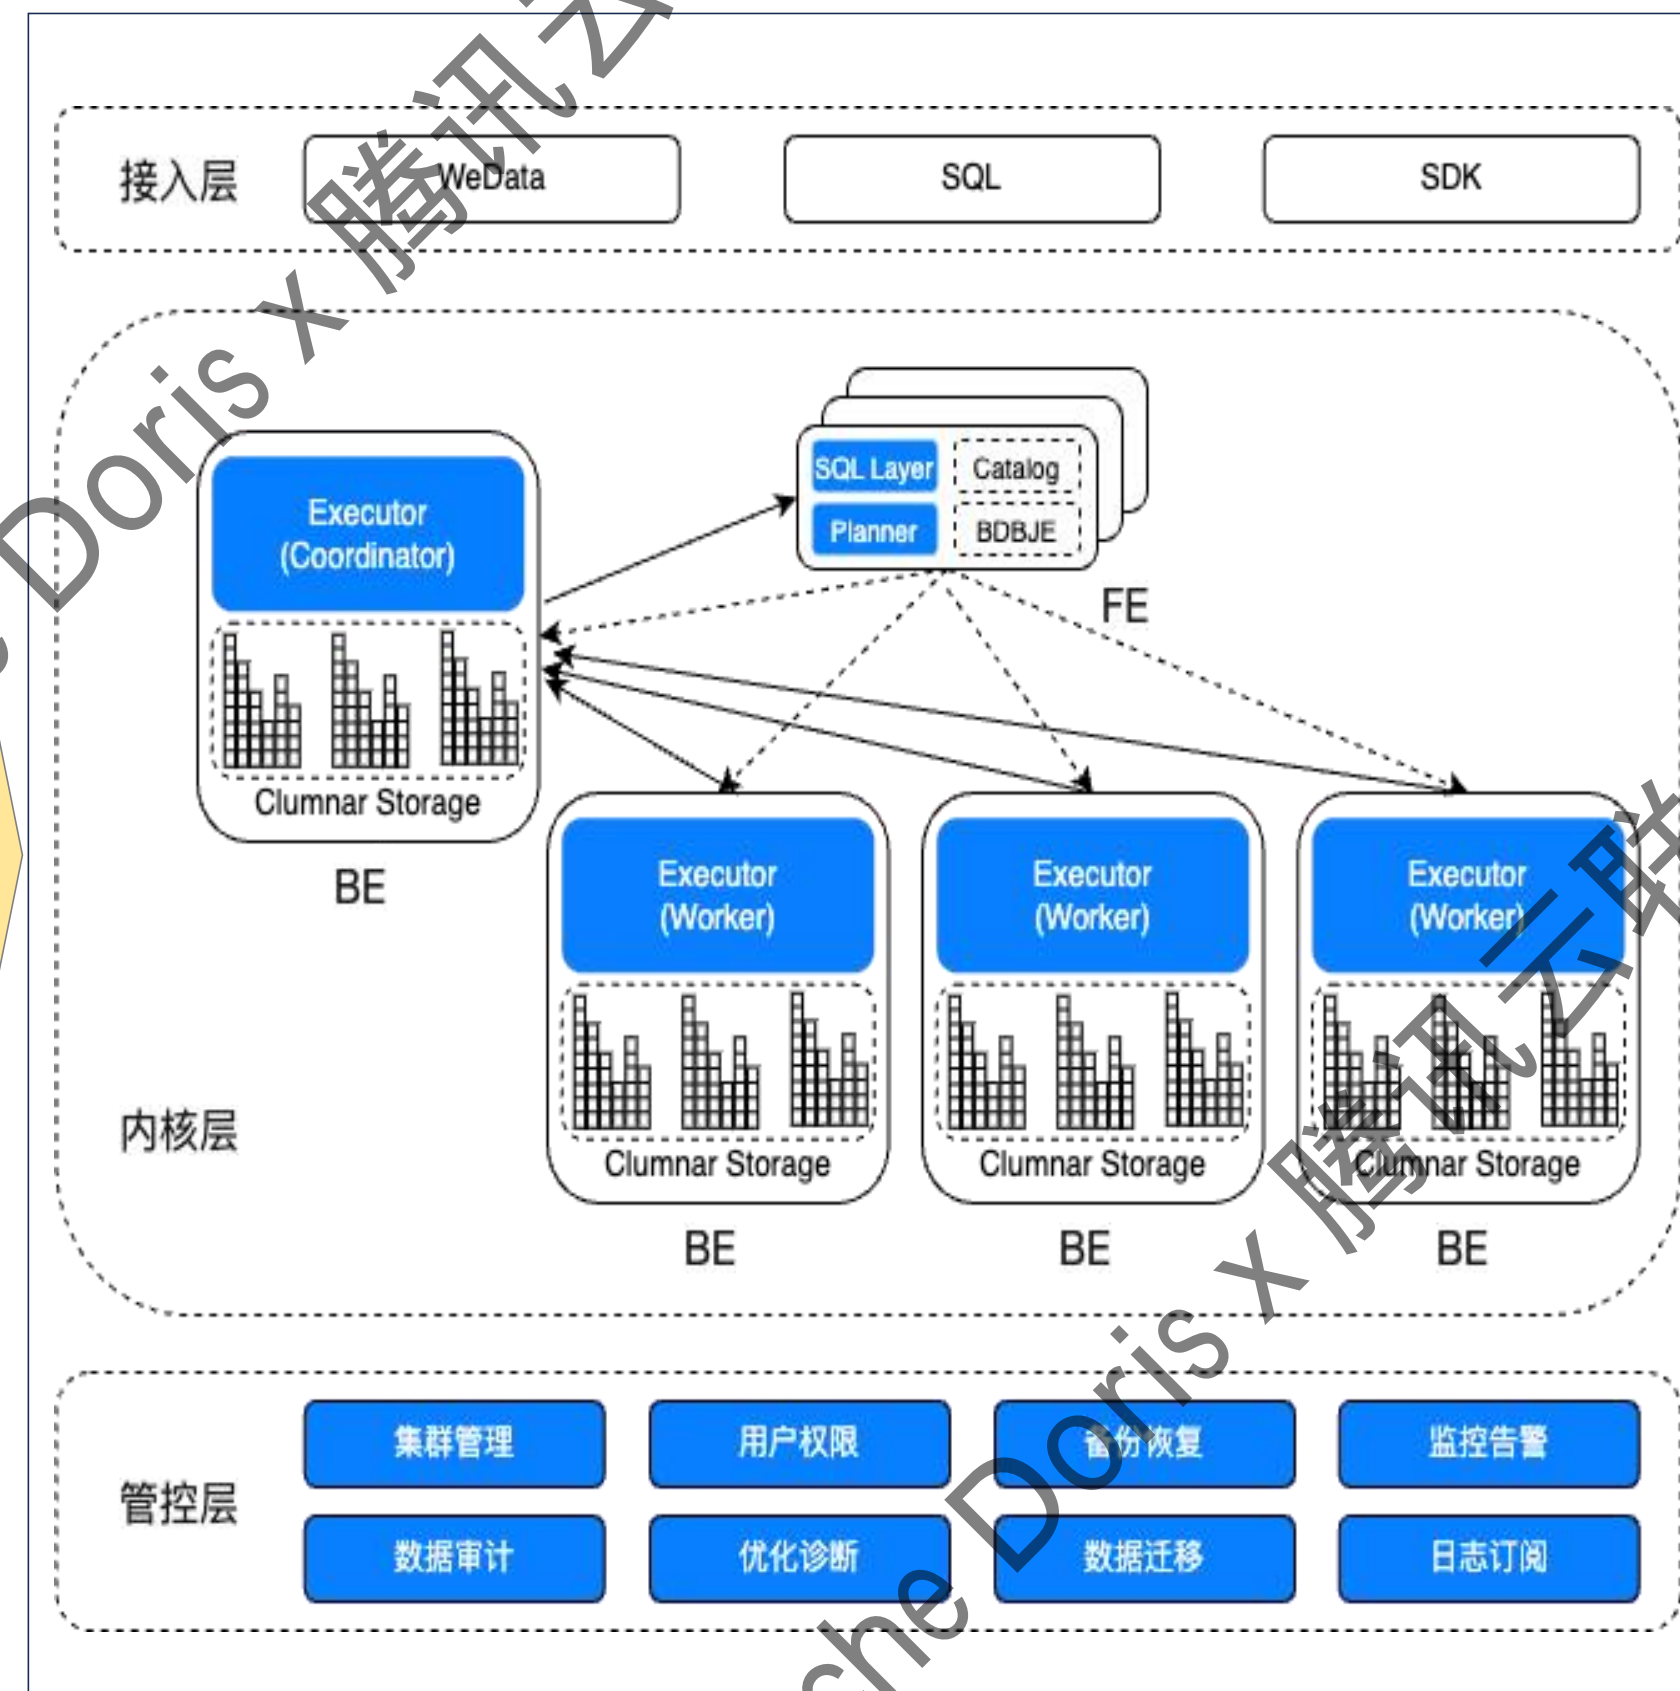 接入层
WeData
SQL
SDK
SQL Layer
Catalog
Planner
BDBJE
FE
Executor
(Coordinator)
Clumnar Storage
BE
Executor
(Worker)
Clumnar Storage
BE
Executor
(Worker)
Clumnar Storage
BE
Executor
(Worker)
Clumnar Storage
BE
内核层
管控层
集群管理
用户权限
备份恢复
监控告警
数据审计
优化诊断
数据迁移
日志订阅
Doris x 腾讯云
che Doris x 腾讯云联